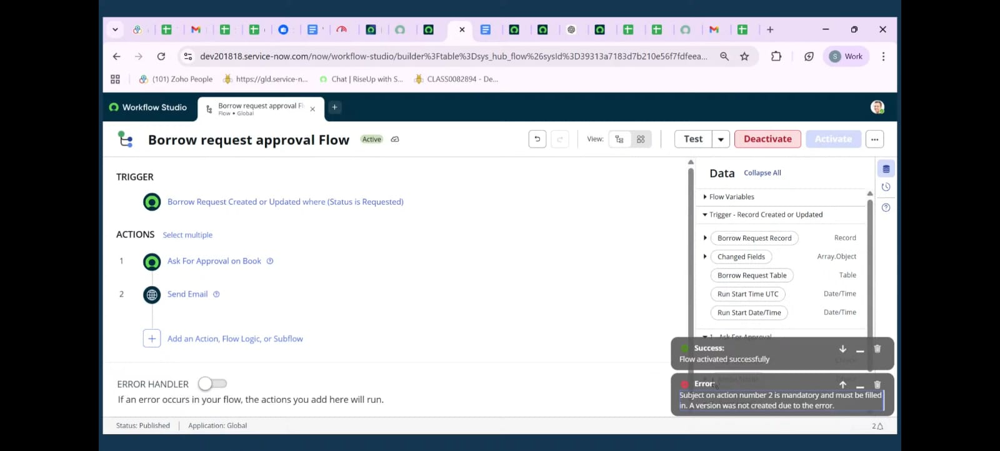 dev201818.service-now.com/now/workflow-studio/builder%3Ftable%3Dsys_hub_flow%26sysId%3D39313a7183d7b210e56f7fdfeea...
S Work
(101) Zoho People
https://gld.service-n...
Chat | RiseUp with S...
CLASS0082894 - De...
Workflow Studio
Borrow request approval Fl
Flow • Global
Borrow request approval Flow
Active
View:
Test
Deactivate
Activate
TRIGGER
Borrow Request Created or Updated where (Status is Requested)
ACTIONS Select multiple
1 Ask For Approval on Book
2 Send Email
Add an Action, Flow Logic, or Subflow
ERROR HANDLER
If an error occurs in your flow, the actions you add here will run.
Status: Published
Application: Global
Data Collapse All
Flow Variables
Trigger - Record Created or Updated
Borrow Request Record Record
Changed Fields Array.Object
Borrow Request Table Table
Run Start Time UTC Date/Time
Run Start Date/Time Date/Time
1 - Ask For Approval
Success:
Flow activated successfully
Error:
Subject on action number 2 is mandatory and must be filled
in. A version was not created due to the error.
2